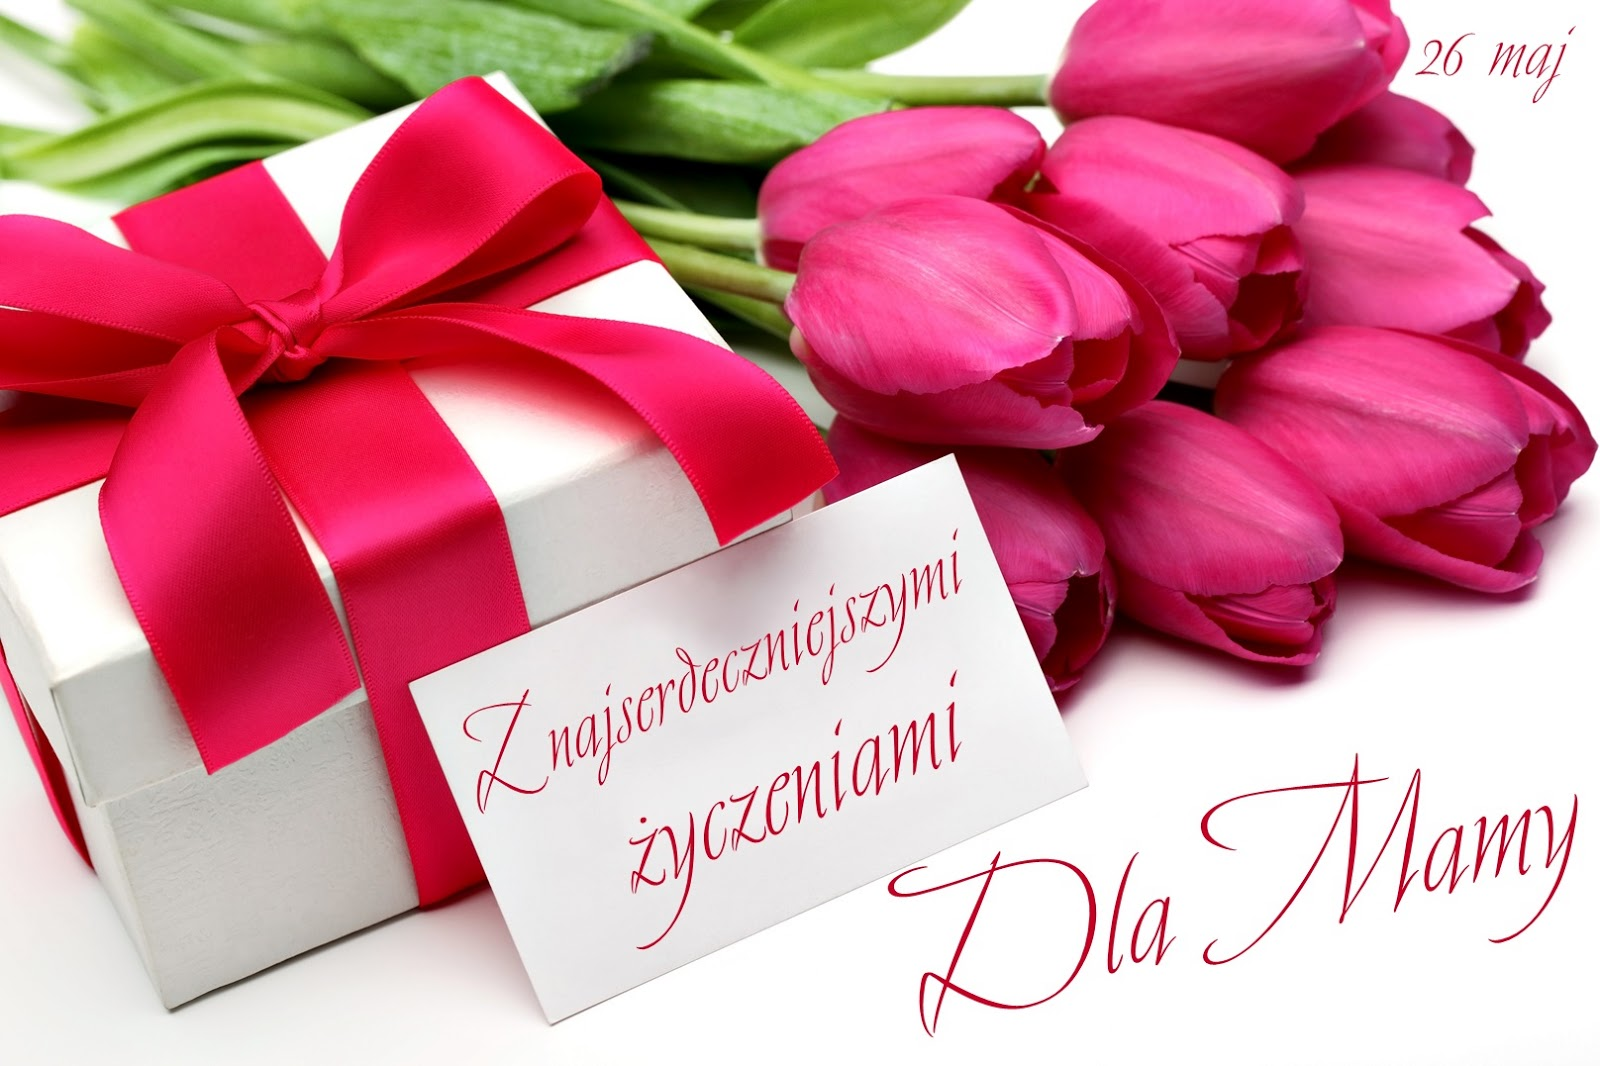 26 maj
Z najserdeczniejszymi
życzeniami
Dla Mamy